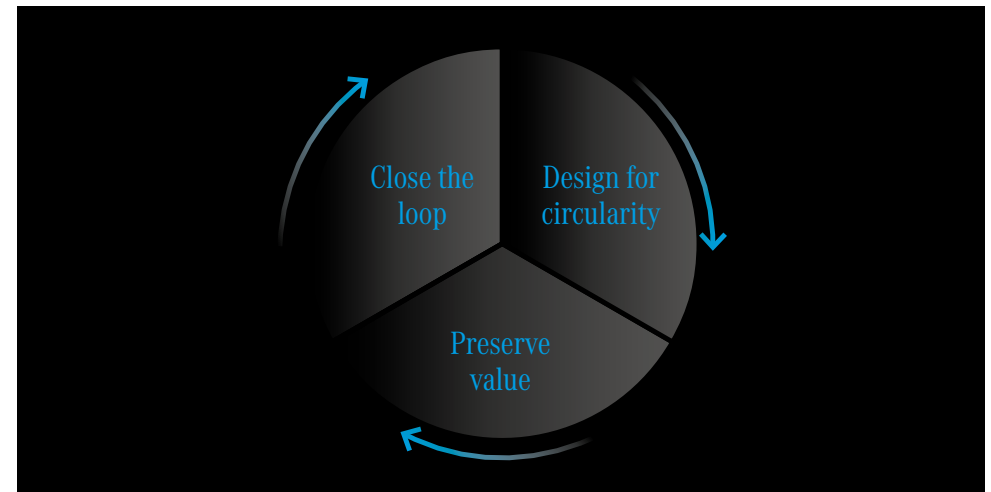 Close the
loop
Design for
circularity
Preserve
value